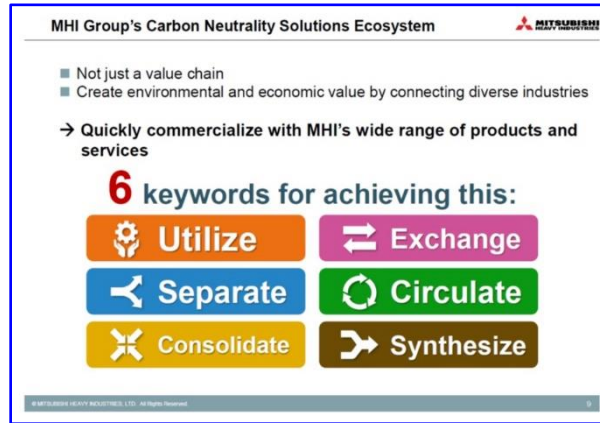 MHI Group's Carbon Neutrality Solutions Ecosystem
MITSUBISHI
HEAVY INDUSTRIES
Not just a value chain
Create environmental and economic value by connecting diverse industries
→ Quickly commercialize with MHI's wide range of products and
services
6 keywords for achieving this:
Utilize
Exchange
Separate
Circulate
Consolidate
Synthesize
© MITSUBISHI HEAVY INDUSTRIES, LTD. All Rights Reserved.
9